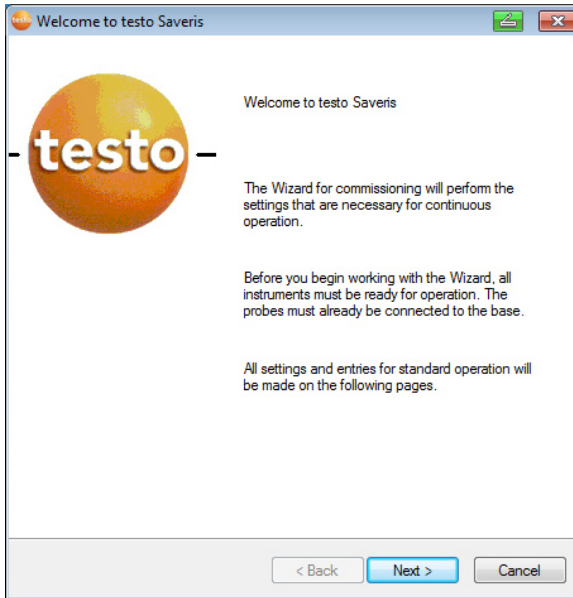 Welcome to testo Saveris
testo
Welcome to testo Saveris
The Wizard for commissioning will perform the
settings that are necessary for continuous
operation.
Before you begin working with the Wizard, all
instruments must be ready for operation. The
probes must already be connected to the base.
All settings and entries for standard operation will
be made on the following pages.
< Back
Next >
Cancel